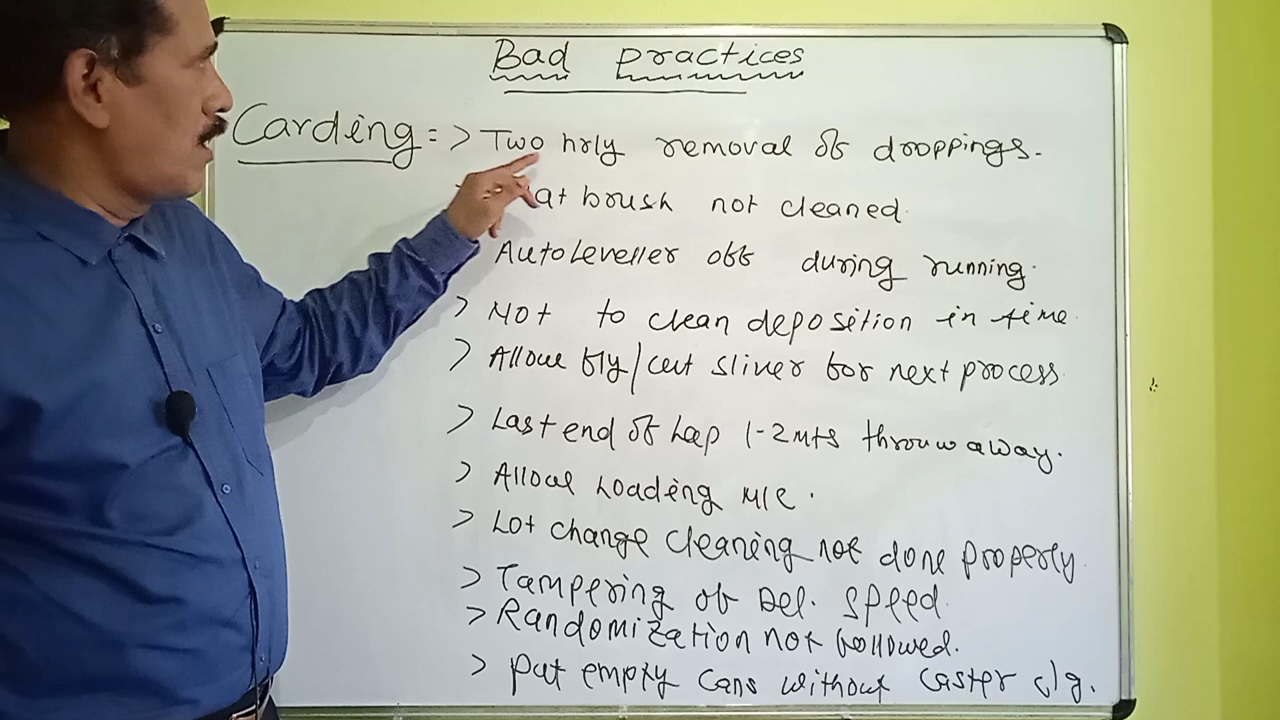 Bad practices
Carding => Two hrly removal of droppings.
at brush not cleaned.
Autoleveller off during running.
> Not to clean deposition in time.
> Allow fly/cut sliver for next process
> Last end of Lap 1-2 mts throw away.
> Allow Loading M/C.
> Lot change cleaning not done properly.
> Tampering of Del. speed.
> Randomization not followed.
> put empty cans without caster c/g.